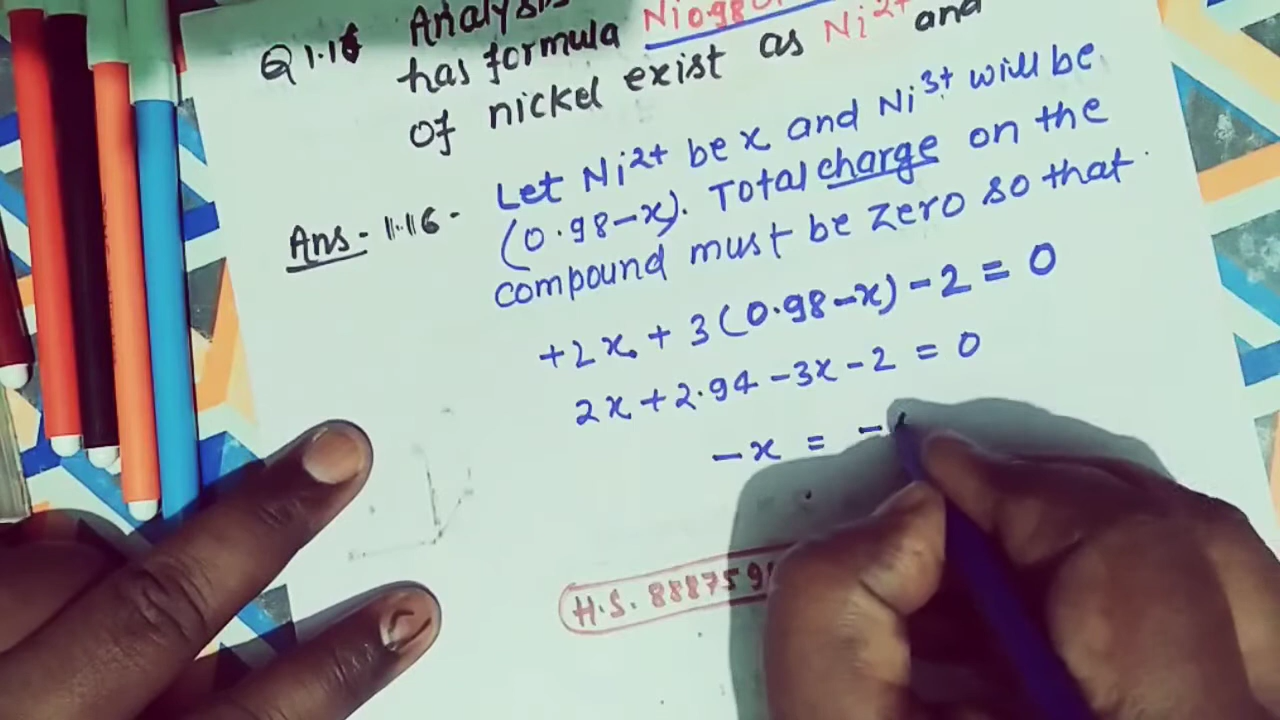 Q1.16 Analysis
has formula Ni0.98O1.
of nickel exist as Ni2+ and
Ans- 1.16- Let Ni2+ be x and Ni3+ will be
(0.98-x). Total charge on the
compound must be zero so that
+2x + 3(0.98-x) -2 = 0
2x + 2.94 -3x -2 = 0
-x = -
H.S. 88875